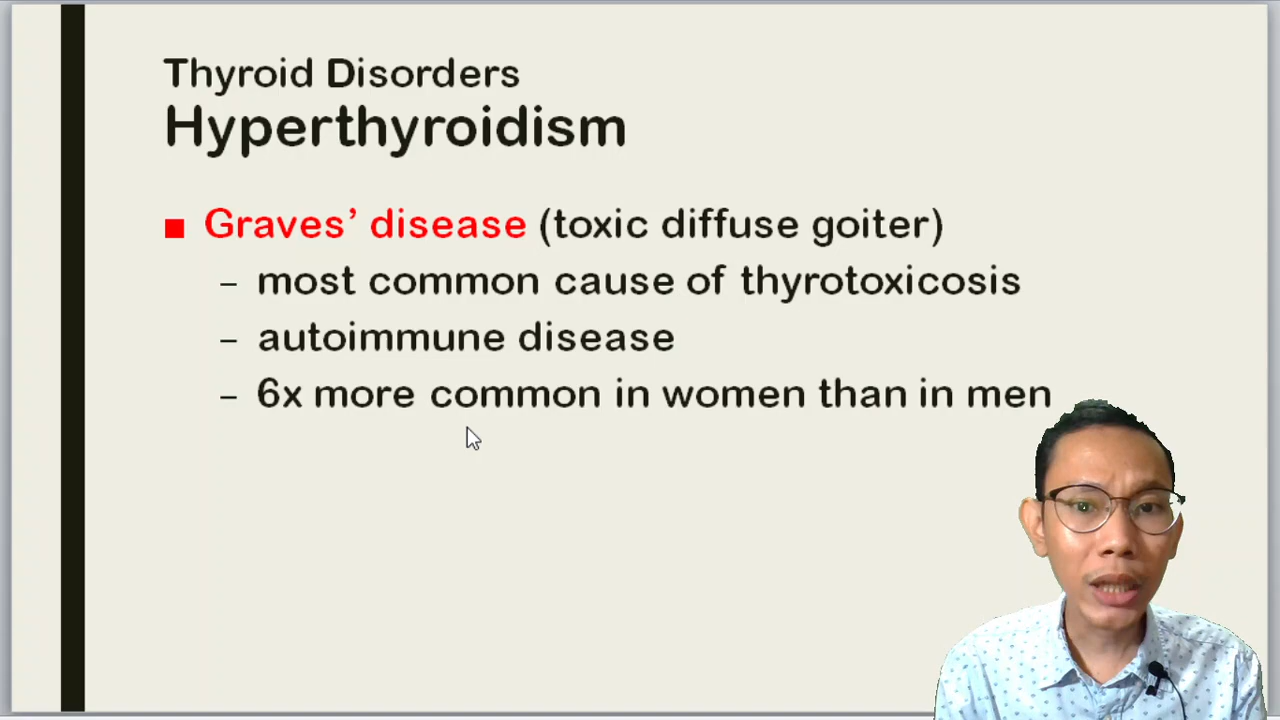 Thyroid Disorders
Hyperthyroidism
■ Graves’ disease (toxic diffuse goiter)
– most common cause of thyrotoxicosis
– autoimmune disease
– 6x more common in women than in men